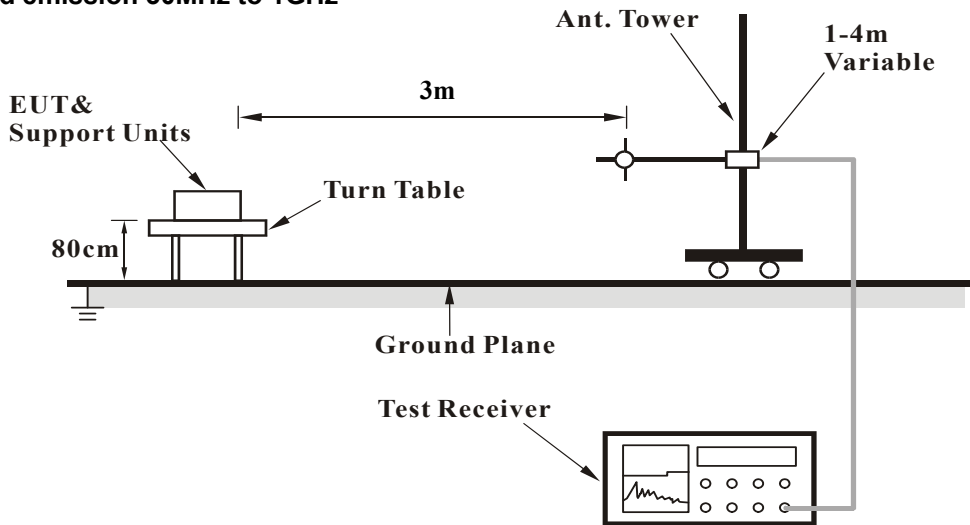 Ant. Tower
1-4m
Variable
3m
EUT&
Support Units
Turn Table
80cm
Ground Plane
Test Receiver